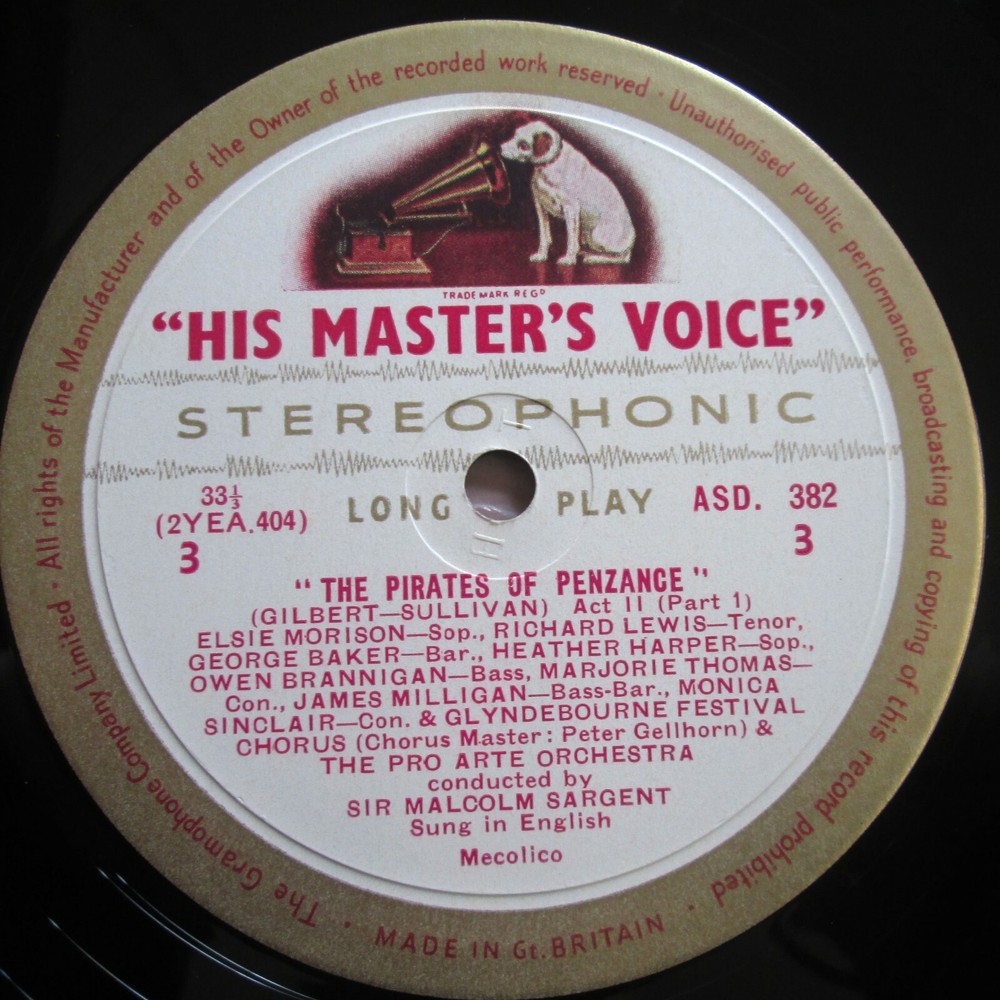 The Gramophone Company Limited · All rights of the Manufacturer and of the Owner of the recorded work reserved · Unauthorised public performance, broadcasting and copying of this record prohibited ·
TRADE MARK REGD
"HIS MASTER'S VOICE"
STEREOPHONIC
33⅓ LONG PLAY ASD. 382
(2YEA.404)
3 3
"THE PIRATES OF PENZANCE"
(GILBERT—SULLIVAN) Act II (Part 1)
ELSIE MORISON—Sop., RICHARD LEWIS—Tenor,
GEORGE BAKER—Bar., HEATHER HARPER—Sop.,
OWEN BRANNIGAN—Bass, MARJORIE THOMAS—
Con., JAMES MILLIGAN—Bass-Bar., MONICA
SINCLAIR—Con. & GLYNDEBOURNE FESTIVAL
CHORUS (Chorus Master: Peter Gellhorn) &
THE PRO ARTE ORCHESTRA
conducted by
SIR MALCOLM SARGENT
Sung in English
Mecolico
· MADE IN Gt. BRITAIN ·